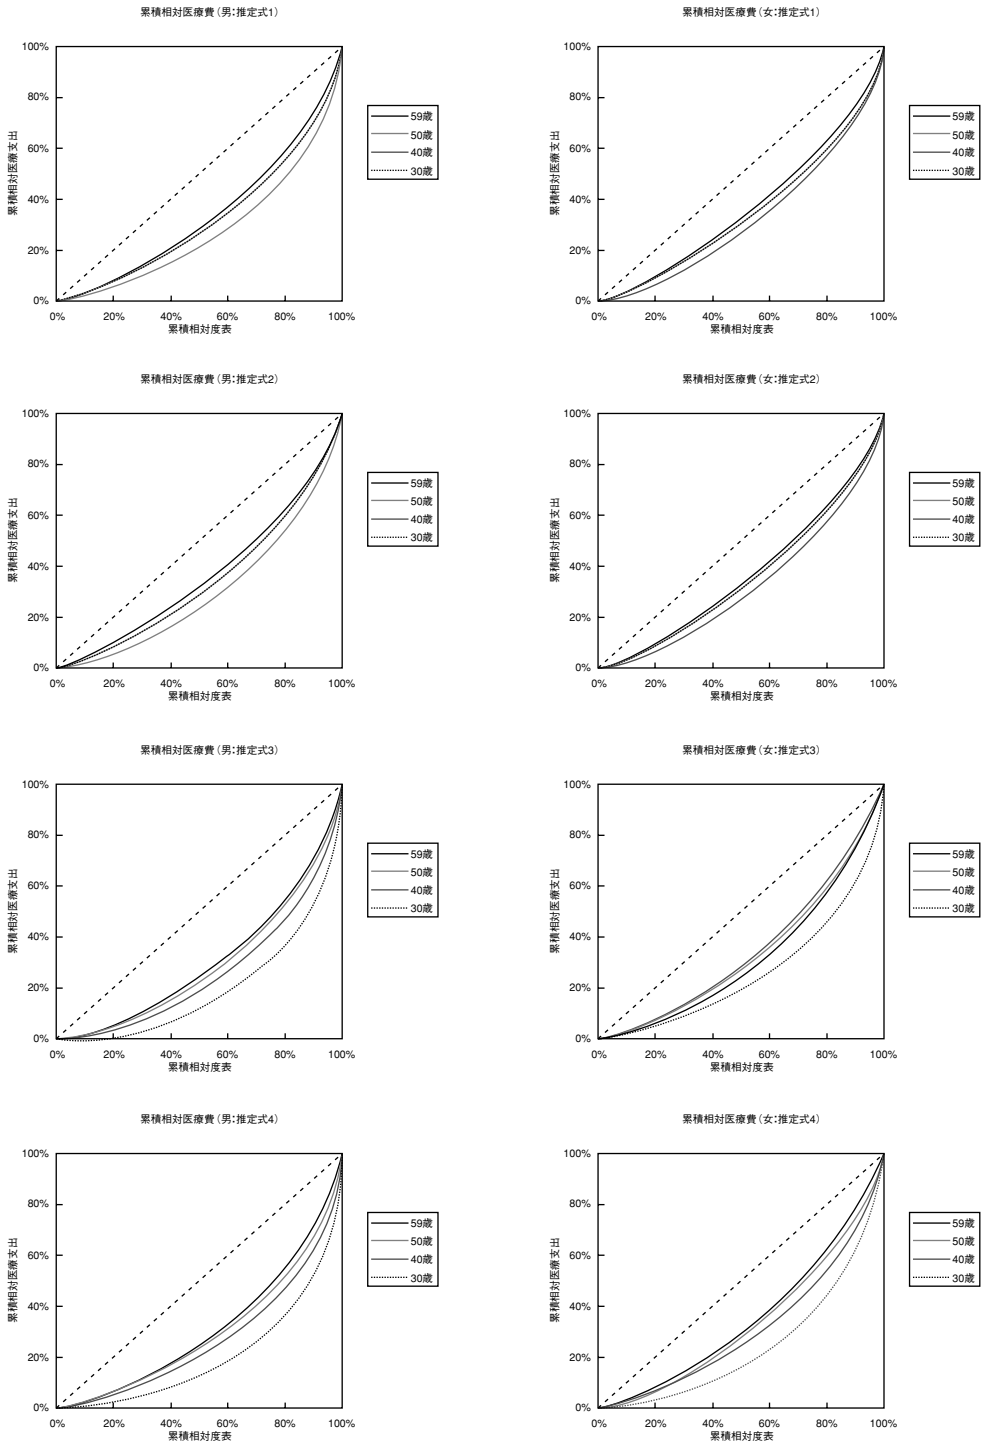 累積相対医療費（男：推定式1）
100%
80%
60%
40%
20%
0%
累積相対医療支出
0% 20% 40% 60% 80% 100%
累積相対度表
59歳
50歳
40歳
30歳
累積相対医療費（女：推定式1）
100%
80%
60%
40%
20%
0%
累積相対医療支出
0% 20% 40% 60% 80% 100%
累積相対度表
59歳
50歳
40歳
30歳
累積相対医療費（男：推定式2）
100%
80%
60%
40%
20%
0%
累積相対医療支出
0% 20% 40% 60% 80% 100%
累積相対度表
59歳
50歳
40歳
30歳
累積相対医療費（女：推定式2）
100%
80%
60%
40%
20%
0%
累積相対医療支出
0% 20% 40% 60% 80% 100%
累積相対度表
59歳
50歳
40歳
30歳
累積相対医療費（男：推定式3）
100%
80%
60%
40%
20%
0%
累積相対医療支出
0% 20% 40% 60% 80% 100%
累積相対度表
59歳
50歳
40歳
30歳
累積相対医療費（女：推定式3）
100%
80%
60%
40%
20%
0%
累積相対医療支出
0% 20% 40% 60% 80% 100%
累積相対度表
59歳
50歳
40歳
30歳
累積相対医療費（男：推定式4）
100%
80%
60%
40%
20%
0%
累積相対医療支出
0% 20% 40% 60% 80% 100%
累積相対度表
59歳
50歳
40歳
30歳
累積相対医療費（女：推定式4）
100%
80%
60%
40%
20%
0%
累積相対医療支出
0% 20% 40% 60% 80% 100%
累積相対度表
59歳
50歳
40歳
30歳